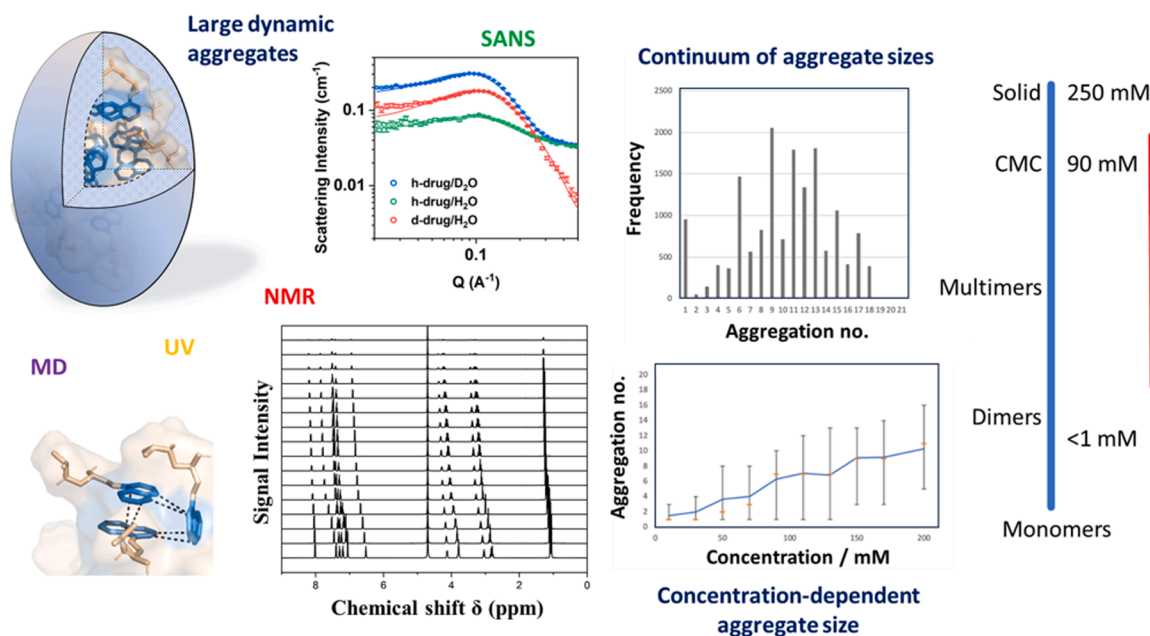 Large dynamic
aggregates
SANS
Scattering Intensity (cm⁻¹)
0.1
0.01
h-drug/D₂O
h-drug/H₂O
d-drug/H₂O
0.1
Q (A⁻¹)
Continuum of aggregate sizes
Frequency
2500
2000
1500
1000
500
0
1 2 3 4 5 6 7 8 9 10 11 12 13 14 15 16 17 18 19 20 21
Aggregation no.
Solid 250 mM
CMC 90 mM
Multimers
Dimers
<1 mM
Monomers
NMR
UV
MD
Signal Intensity
8 6 4 2 0
Chemical shift δ (ppm)
Aggregation no.
20
18
16
14
12
10
8
6
4
2
0
0 50 100 150 200
Concentration / mM
Concentration-dependent
aggregate size